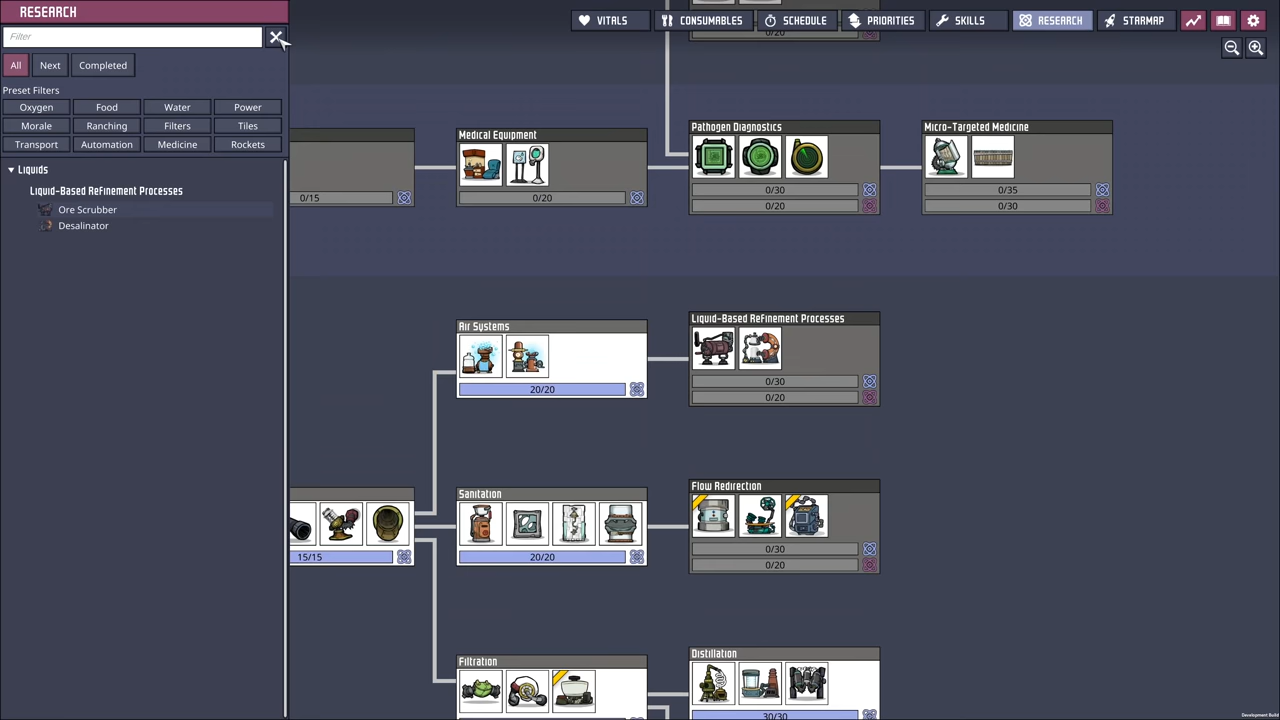 RESEARCH
Filter
All
Next
Completed
Preset Filters
Oxygen
Food
Water
Power
Morale
Ranching
Filters
Tiles
Transport
Automation
Medicine
Rockets
Liquids
Liquid-Based Refinement Processes
Ore Scrubber
Desalinator
VITALS
CONSUMABLES
SCHEDULE
PRIORITIES
SKILLS
RESEARCH
STARMAP
0/20
0/15
Medical Equipment
0/20
Pathogen Diagnostics
0/30
0/20
Micro-Targeted Medicine
0/35
0/30
Air Systems
20/20
Liquid-Based Refinement Processes
0/30
0/20
15/15
Sanitation
20/20
Flow Redirection
0/30
0/20
Filtration
Distillation
30/30
Development Build